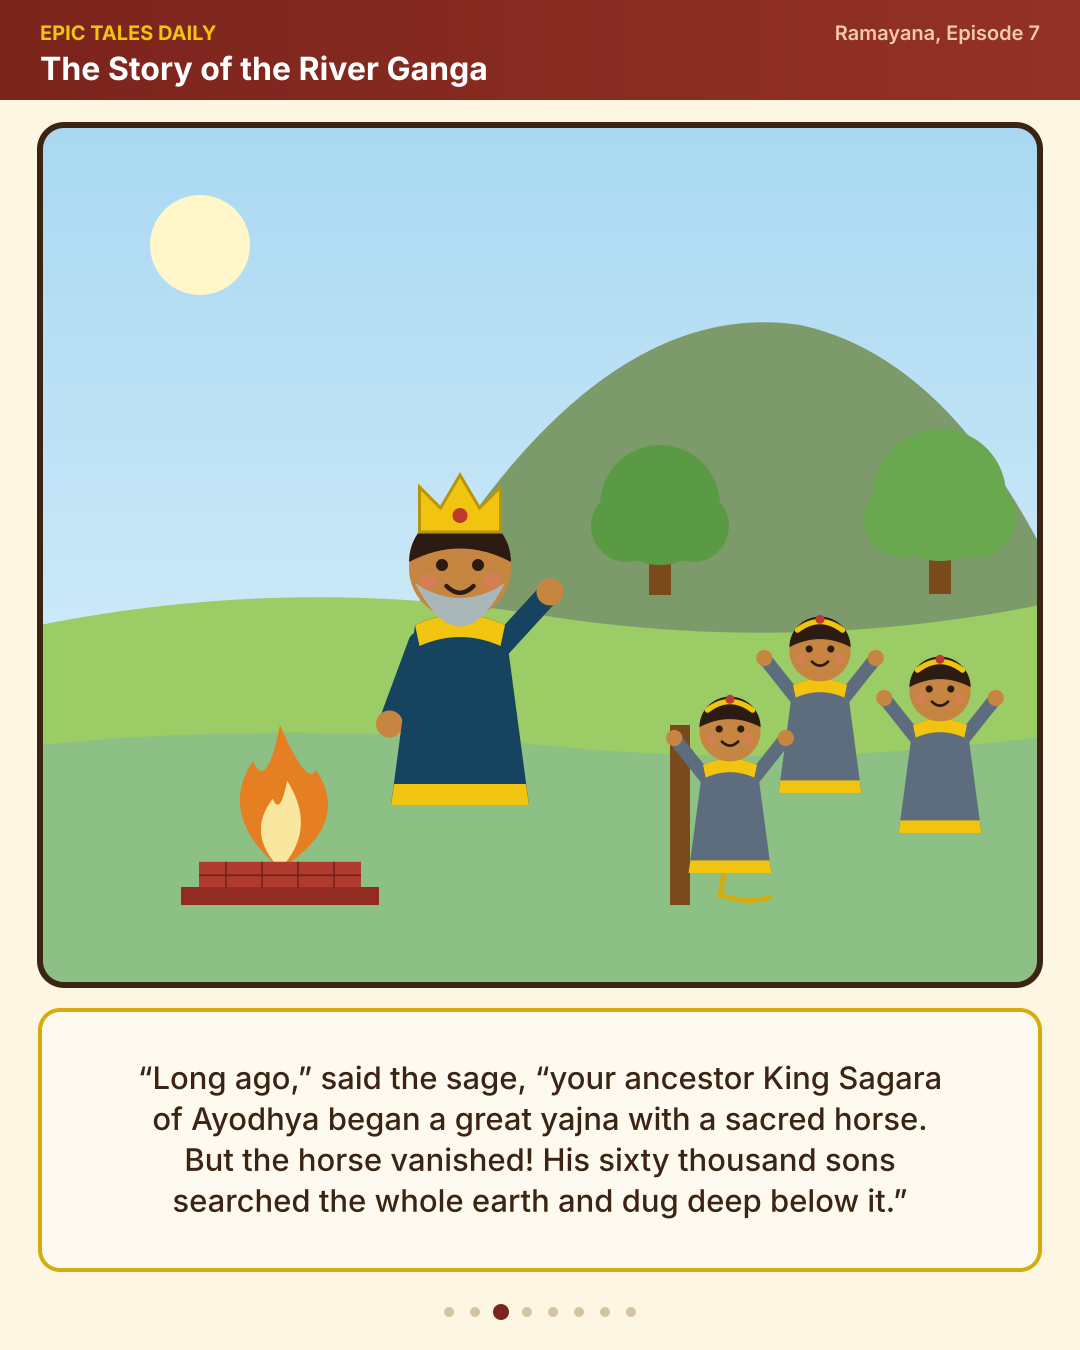 EPIC TALES DAILY
Ramayana, Episode 7
The Story of the River Ganga
“Long ago,” said the sage, “your ancestor King Sagara
of Ayodhya began a great yajna with a sacred horse.
But the horse vanished! His sixty thousand sons
searched the whole earth and dug deep below it.”